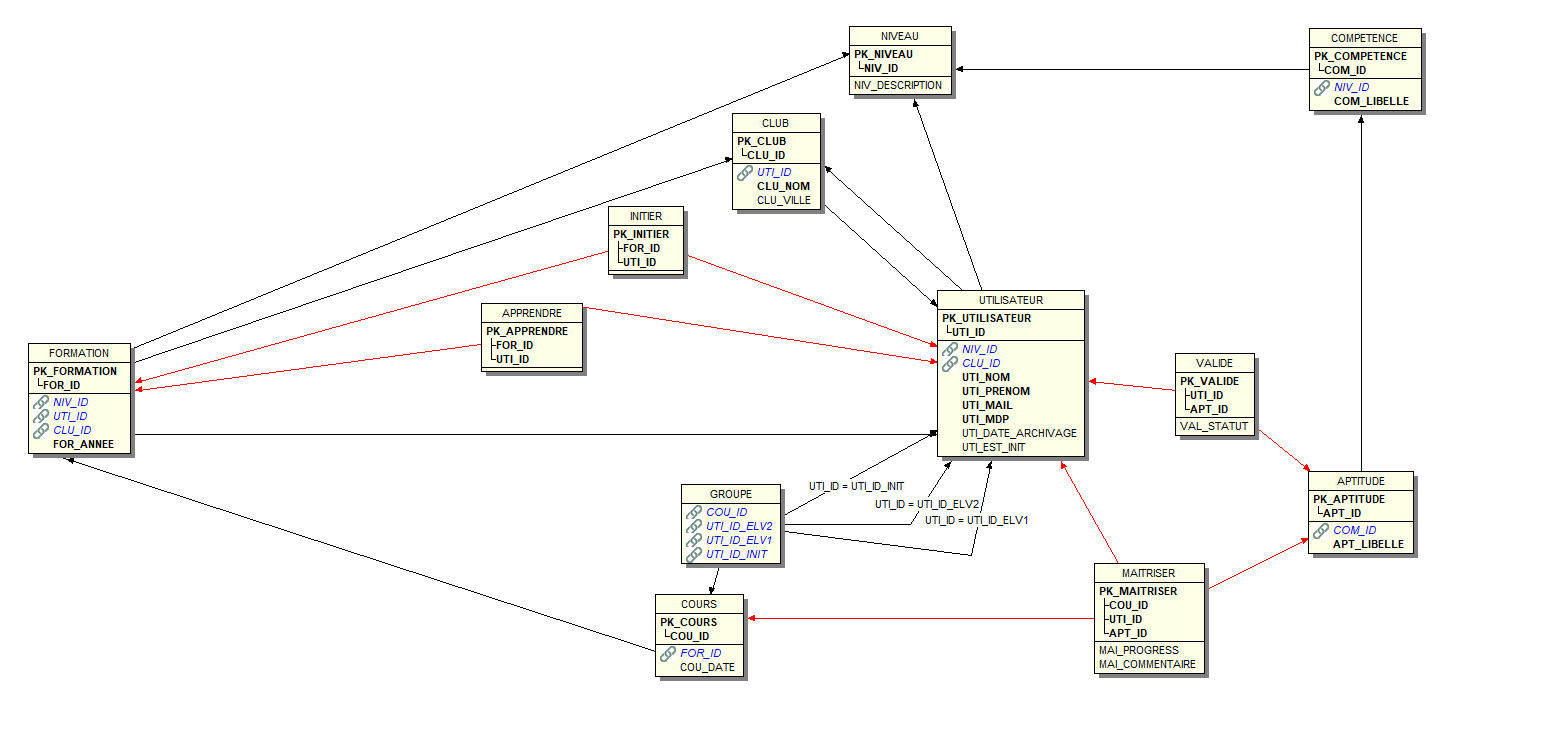 NIVEAU
PK_NIVEAU
NIV_ID
NIV_DESCRIPTION
COMPETENCE
PK_COMPETENCE
COM_ID
NIV_ID
COM_LIBELLE
CLUB
PK_CLUB
CLU_ID
UTI_ID
CLU_NOM
CLU_VILLE
INITIER
PK_INITIER
FOR_ID
UTI_ID
APPRENDRE
PK_APPRENDRE
FOR_ID
UTI_ID
FORMATION
PK_FORMATION
FOR_ID
NIV_ID
UTI_ID
CLU_ID
FOR_ANNEE
UTILISATEUR
PK_UTILISATEUR
UTI_ID
NIV_ID
CLU_ID
UTI_NOM
UTI_PRENOM
UTI_MAIL
UTI_MDP
UTI_DATE_ARCHIVAGE
UTI_EST_INIT
VALIDE
PK_VALIDE
UTI_ID
APT_ID
VAL_STATUT
APTITUDE
PK_APTITUDE
APT_ID
COM_ID
APT_LIBELLE
GROUPE
COU_ID
UTI_ID_ELV2
UTI_ID_ELV1
UTI_ID_INIT
UTI_ID = UTI_ID_INIT
UTI_ID = UTI_ID_ELV2
UTI_ID = UTI_ID_ELV1
COURS
PK_COURS
COU_ID
FOR_ID
COU_DATE
MAITRISER
PK_MAITRISER
COU_ID
UTI_ID
APT_ID
MAI_PROGRESS
MAI_COMMENTAIRE